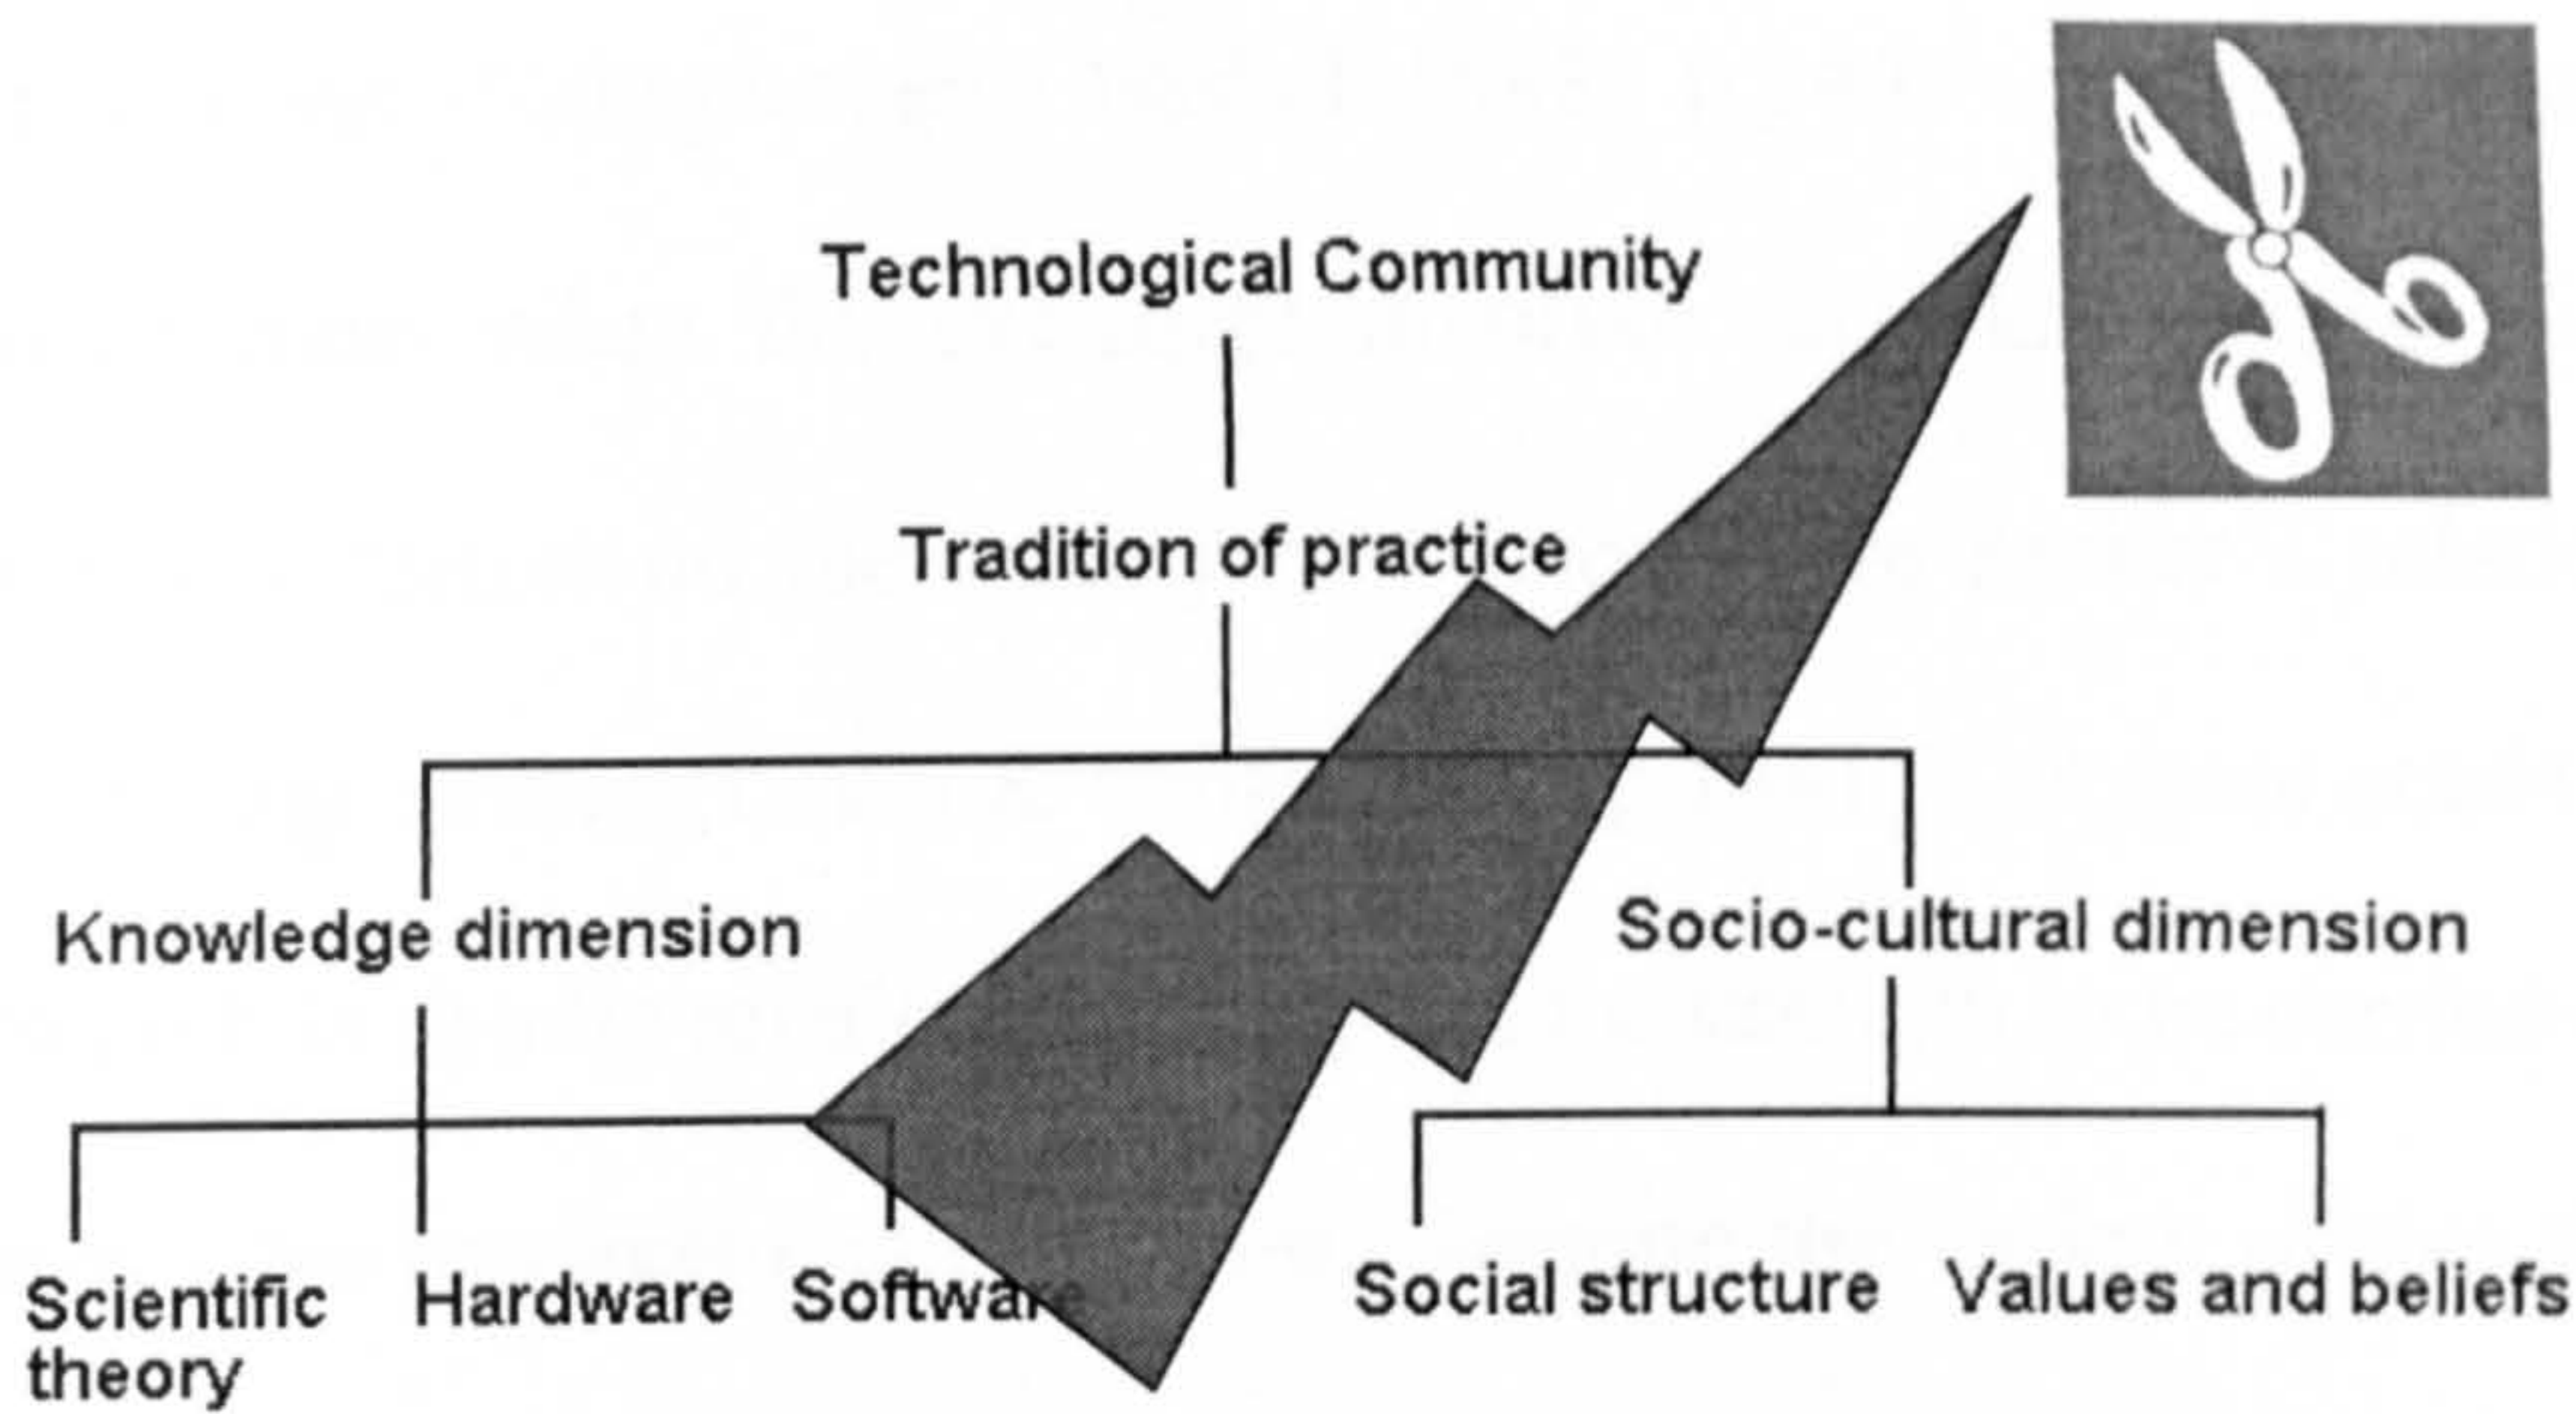 Technological Community
Tradition of practice
Knowledge dimension
Socio-cultural dimension
Scientific
theory
Hardware
Software
Social structure
Values and beliefs